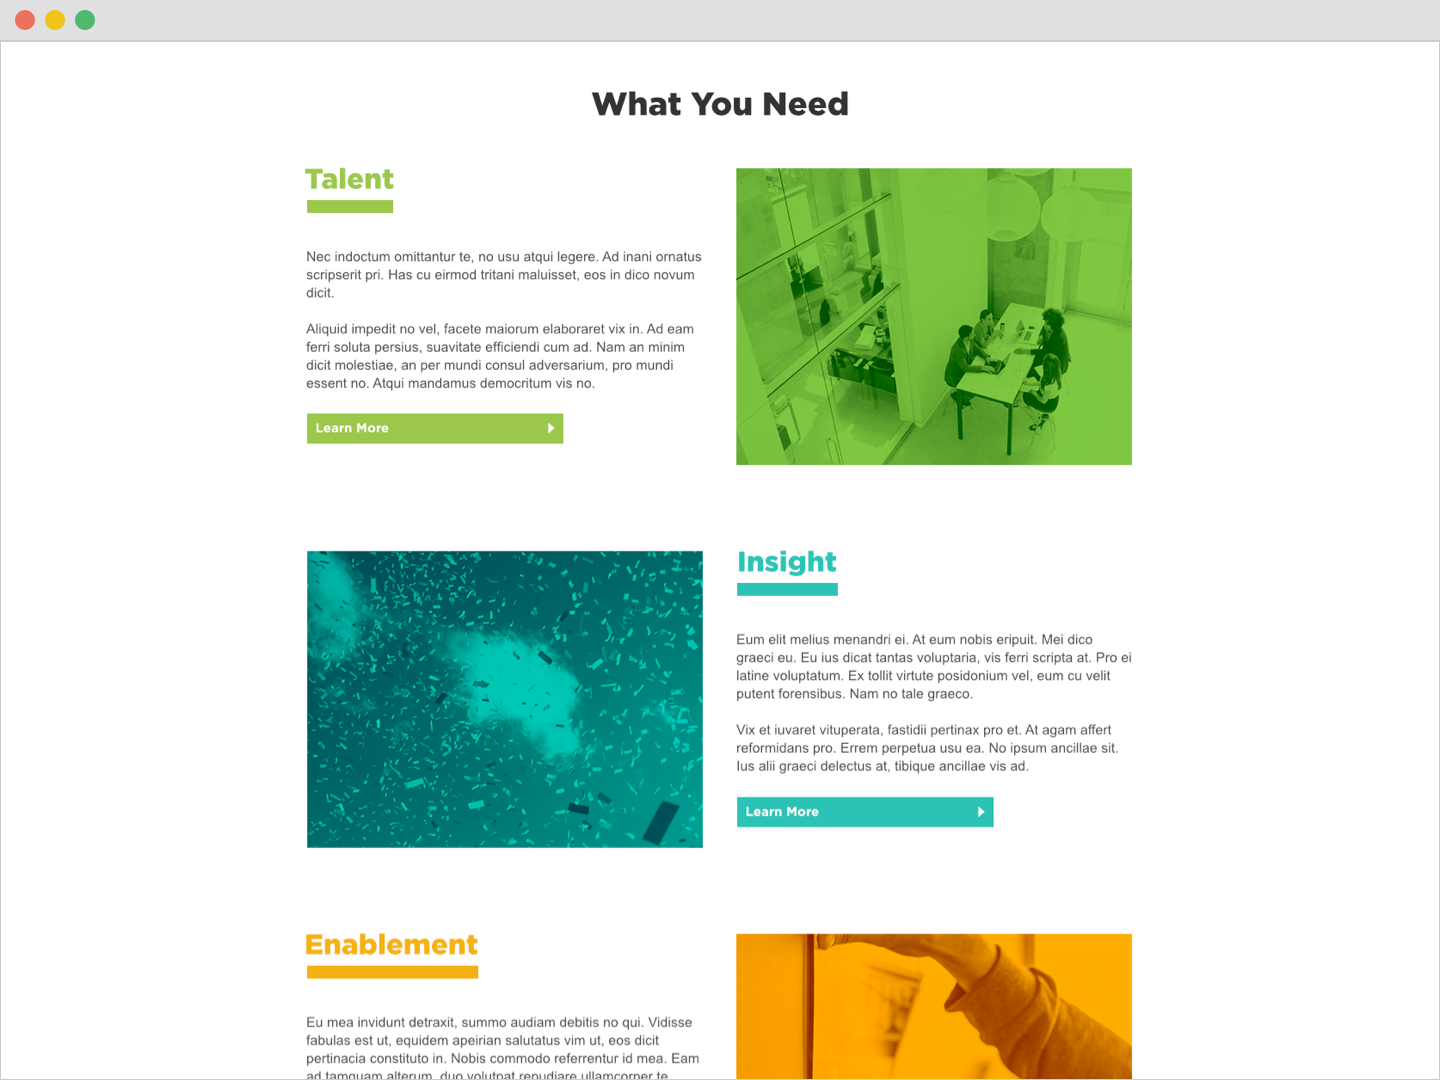 What You Need
Talent
Nec indoctum omittantur te, no usu atqui legere. Ad inani ornatus
scripserit pri. Has cu eirmod tritani maluisset, eos in dico novum
dicit.
Aliquid impedit no vel, facete maiorum elaboraret vix in. Ad eam
ferri soluta persius, suavitate efficiendi cum ad. Nam an minim
dicit molestiae, an per mundi consul adversarium, pro mundi
essent no. Atqui mandamus democritum vis no.
Learn More
Insight
Eum elit melius menandri ei. At eum nobis eripuit. Mei dico
graeci eu. Eu ius dicat tantas voluptaria, vis ferri scripta at. Pro ei
latine voluptatum. Ex tollit virtute posidonium vel, eum cu velit
putent forensibus. Nam no tale graeco.
Vix et iuvaret vituperata, fastidii pertinax pro et. At agam affert
reformidans pro. Errem perpetua usu ea. No ipsum ancillae sit.
Ius alii graeci delectus at, tibique ancillae vis ad.
Learn More
Enablement
Eu mea invidunt detraxit, summo audiam debitis no qui. Vidisse
fabulas est ut, equidem apeirian salutatus vim ut, eos dicit
pertinacia constituto in. Nobis commodo referrentur id mea. Eam
ad tamquam alterum, duo volutpat repudiare ullamcorper te.